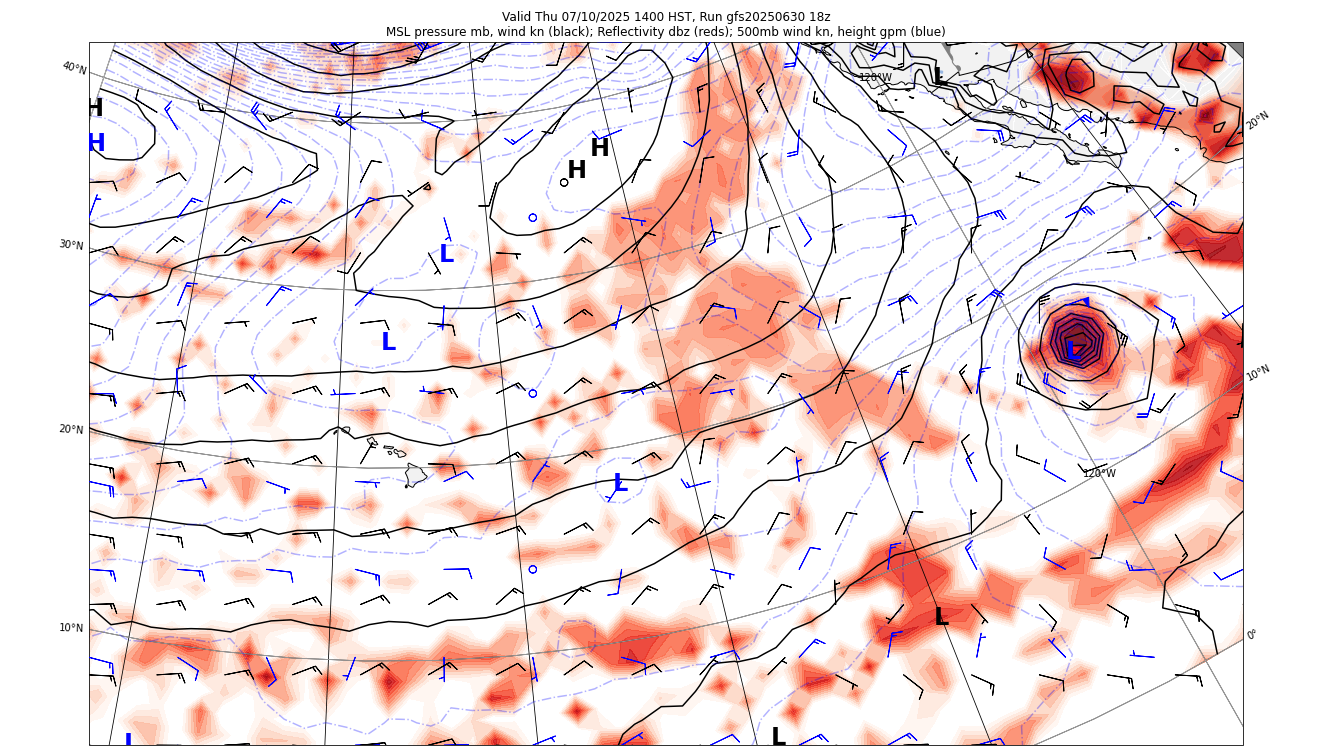 Valid Thu 07/10/2025 1400 HST, Run gfs20250630 18z
MSL pressure mb, wind kn (black); Reflectivity dbz (reds); 500mb wind kn, height gpm (blue)
40°N
120°W
L
20°N
H
H
H
H
30°N
L
L
L
10°N
20°N
120°W
L
10°N
L
0°
L
L